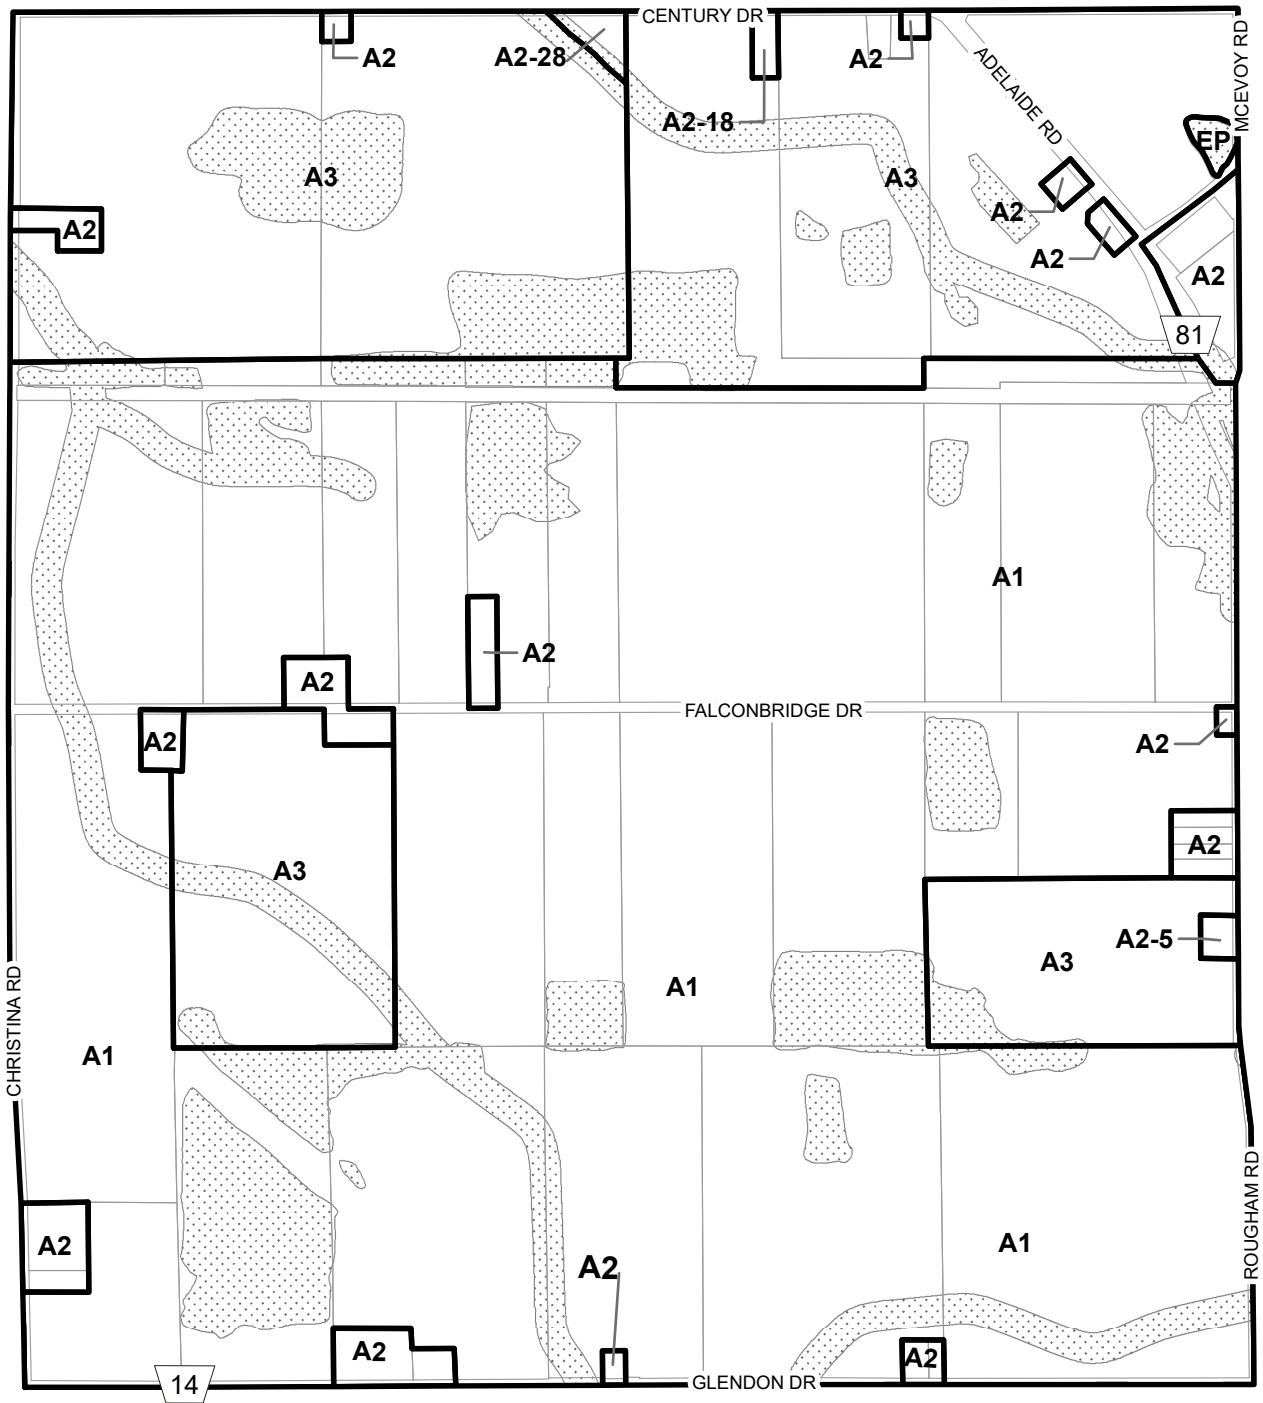 CENTURY DR
MCEVOY RD
A2
A2-28
A2
ADELAIDE RD
A2-18
EP
A3
A3
A2
A2
A2
A2
81
A1
A2
A2
FALCONBRIDGE DR
A2
A2
A2
A3
A2-5
A3
CHRISTINA RD
A1
A1
ROUGHAM RD
A2
A1
A2
A2
A2
14
GLENDON DR